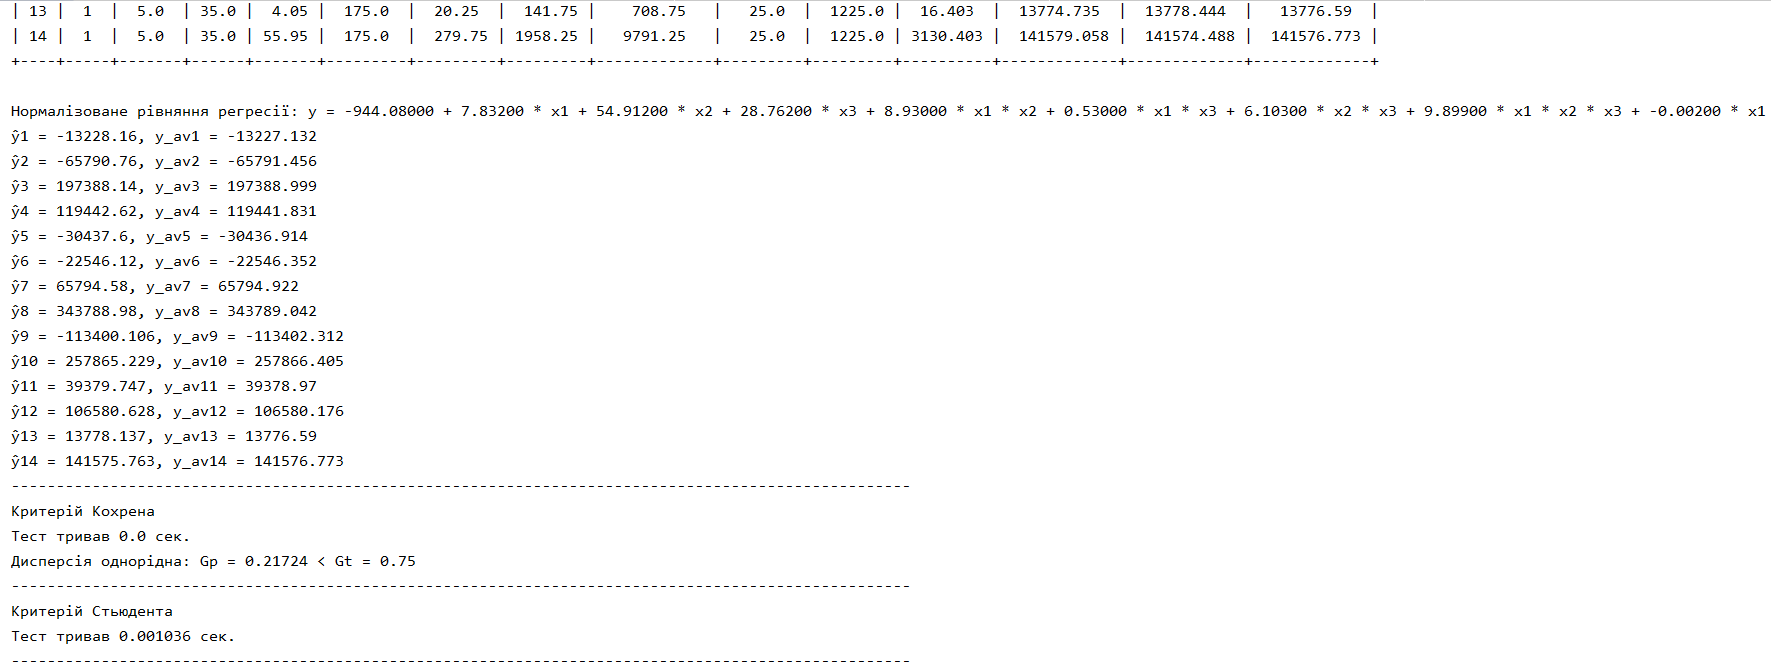 | 13 | 1 | 5.0 | 35.0 | 4.05 | 175.0 | 20.25 | 141.75 | 708.75 | 25.0 | 1225.0 | 16.403 | 13774.735 | 13778.444 | 13776.59 |
| 14 | 1 | 5.0 | 35.0 | 55.95 | 175.0 | 279.75 | 1958.25 | 9791.25 | 25.0 | 1225.0 | 3130.403 | 141579.058 | 141574.488 | 141576.773 |
+----+-----+-------+------+-------+---------+---------+---------+-------------+---------+---------+----------+-------------+-------------+-------------+
Нормалізоване рівняння регресії: y = -944.08000 + 7.83200 * x1 + 54.91200 * x2 + 28.76200 * x3 + 8.93000 * x1 * x2 + 0.53000 * x1 * x3 + 6.10300 * x2 * x3 + 9.89900 * x1 * x2 * x3 + -0.00200 * x1
ŷ1 = -13228.16, y_av1 = -13227.132
ŷ2 = -65790.76, y_av2 = -65791.456
ŷ3 = 197388.14, y_av3 = 197388.999
ŷ4 = 119442.62, y_av4 = 119441.831
ŷ5 = -30437.6, y_av5 = -30436.914
ŷ6 = -22546.12, y_av6 = -22546.352
ŷ7 = 65794.58, y_av7 = 65794.922
ŷ8 = 343788.98, y_av8 = 343789.042
ŷ9 = -113400.106, y_av9 = -113402.312
ŷ10 = 257865.229, y_av10 = 257866.405
ŷ11 = 39379.747, y_av11 = 39378.97
ŷ12 = 106580.628, y_av12 = 106580.176
ŷ13 = 13778.137, y_av13 = 13776.59
ŷ14 = 141575.763, y_av14 = 141576.773
----------------------------------------------------------------------------------------------------
Критерій Кохрена
Тест тривав 0.0 сек.
Дисперсія однорідна: Gp = 0.21724 < Gt = 0.75
----------------------------------------------------------------------------------------------------
Критерій Стьюдента
Тест тривав 0.001036 сек.
----------------------------------------------------------------------------------------------------